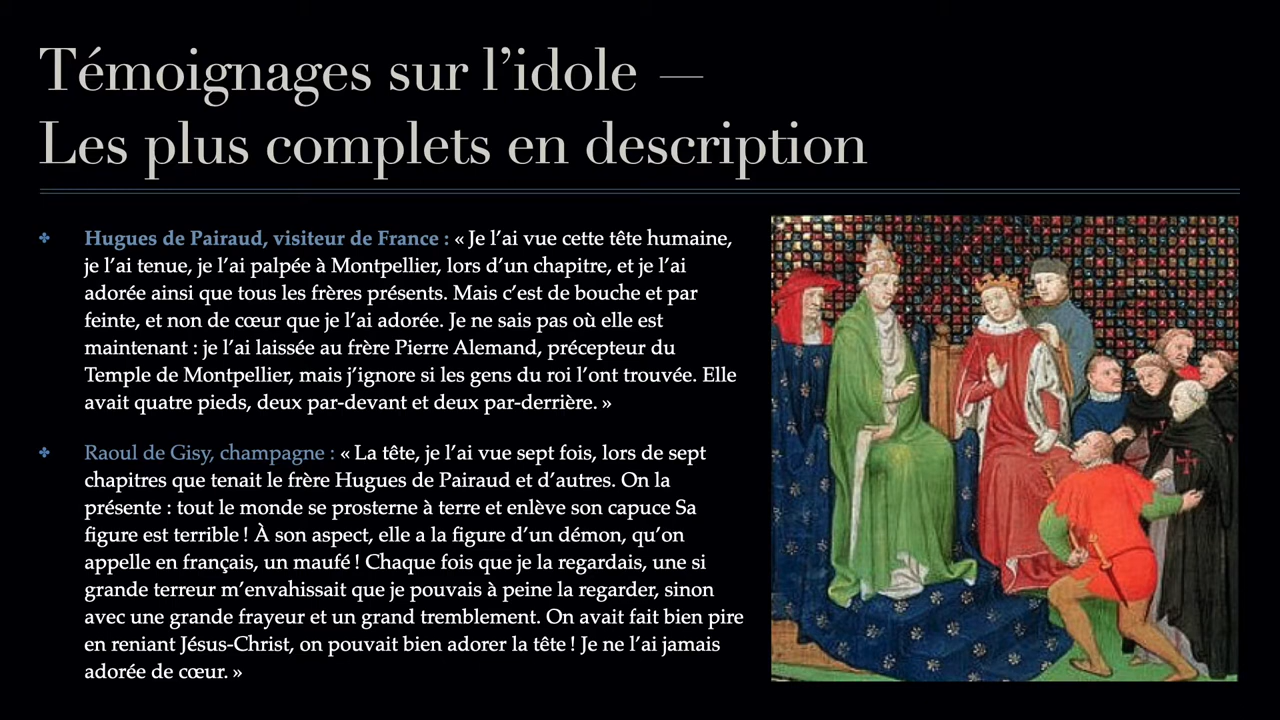 Témoignages sur l’idole —
Les plus complets en description
Hugues de Pairaud, visiteur de France : « Je l’ai vue cette tête humaine,
je l’ai tenue, je l’ai palpée à Montpellier, lors d’un chapitre, et je l’ai
adorée ainsi que tous les frères présents. Mais c’est de bouche et par
feinte, et non de cœur que je l’ai adorée. Je ne sais pas où elle est
maintenant : je l’ai laissée au frère Pierre Alemand, précepteur du
Temple de Montpellier, mais j’ignore si les gens du roi l’ont trouvée. Elle
avait quatre pieds, deux par-devant et deux par-derrière. »
Raoul de Gisy, champagne : « La tête, je l’ai vue sept fois, lors de sept
chapitres que tenait le frère Hugues de Pairaud et d’autres. On la
présente : tout le monde se prosterne à terre et enlève son capuce Sa
figure est terrible ! À son aspect, elle a la figure d’un démon, qu’on
appelle en français, un maufé ! Chaque fois que je la regardais, une si
grande terreur m’envahissait que je pouvais à peine la regarder, sinon
avec une grande frayeur et un grand tremblement. On avait fait bien pire
en reniant Jésus-Christ, on pouvait bien adorer la tête ! Je ne l’ai jamais
adorée de cœur. »